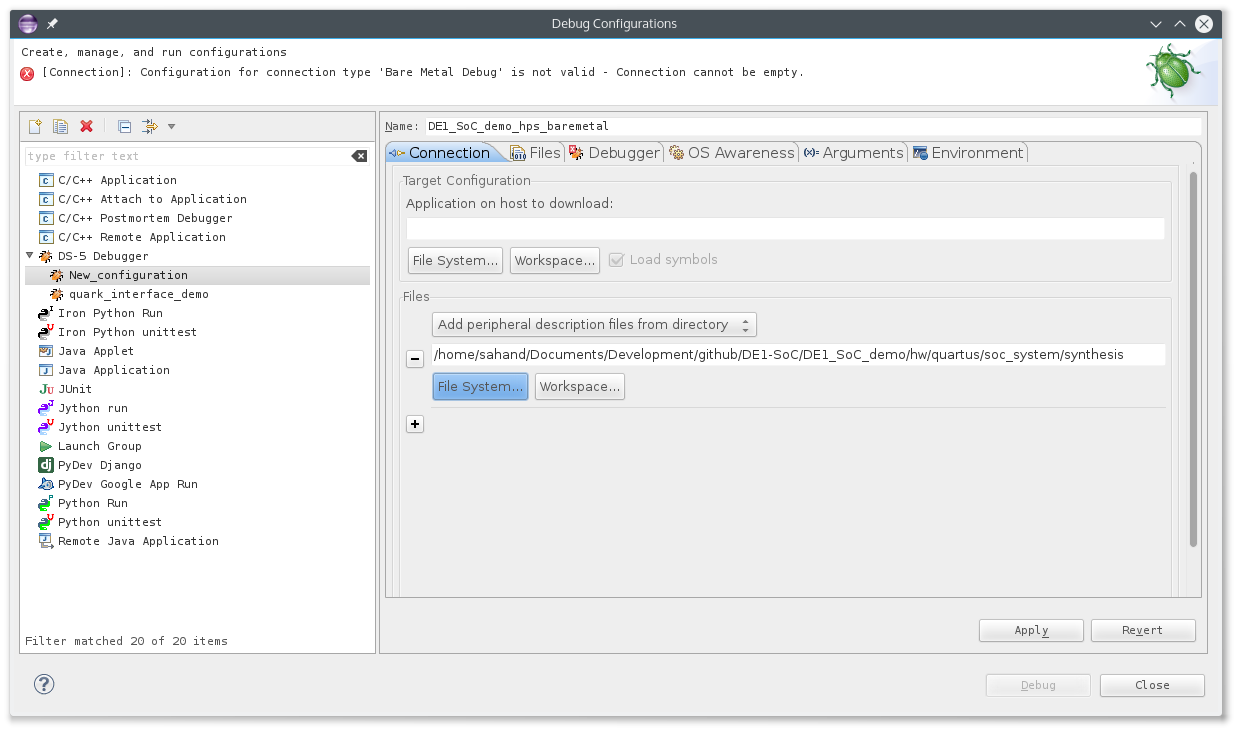 Debug Configurations
Create, manage, and run configurations
[Connection]: Configuration for connection type 'Bare Metal Debug' is not valid - Connection cannot be empty.
type filter text
C/C++ Application
C/C++ Attach to Application
C/C++ Postmortem Debugger
C/C++ Remote Application
DS-5 Debugger
New_configuration
quark_interface_demo
Iron Python Run
Iron Python unittest
Java Applet
Java Application
JUnit
Jython run
Jython unittest
Launch Group
PyDev Django
PyDev Google App Run
Python Run
Python unittest
Remote Java Application
Filter matched 20 of 20 items
Name: DE1_SoC_demo_hps_baremetal
Connection Files Debugger OS Awareness Arguments Environment
Target Configuration
Application on host to download:
File System... Workspace... Load symbols
Files
Add peripheral description files from directory
/home/sahand/Documents/Development/github/DE1-SoC/DE1_SoC_demo/hw/quartus/soc_system/synthesis
File System... Workspace...
Apply Revert
Debug Close